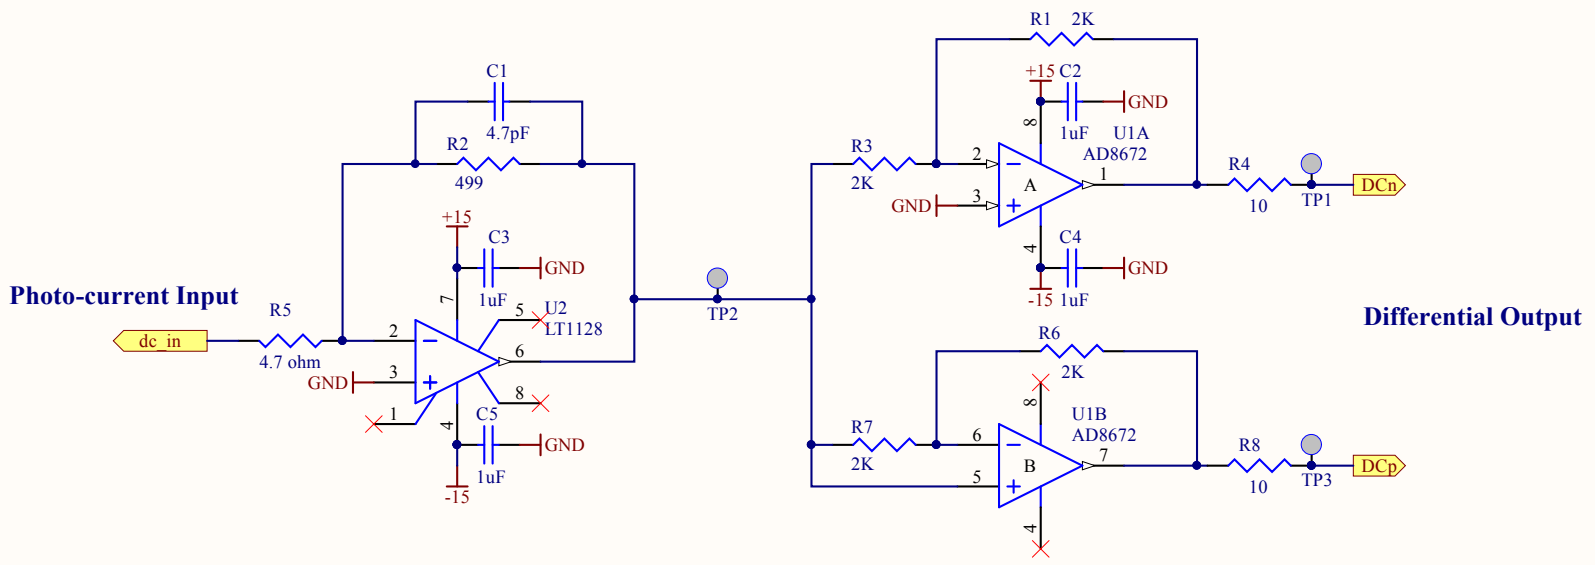 R1 2K
+15 C2
GND
8
1uF
U1A
AD8672
C1
4.7pF
R2
499
R3
2K
2
A
1
GND
3
R4
10
TP1
DCn
4
C4
GND
-15 1uF
+15
C3
GND
7
1uF
Photo-current Input
R5
dc_in
4.7 ohm
2
5
U2
LT1128
6
GND
3
8
1
4
C5
GND
1uF
-15
TP2
Differential Output
R6
2K
8
U1B
AD8672
R7
2K
6
B
7
5
R8
10
TP3
DCp
4